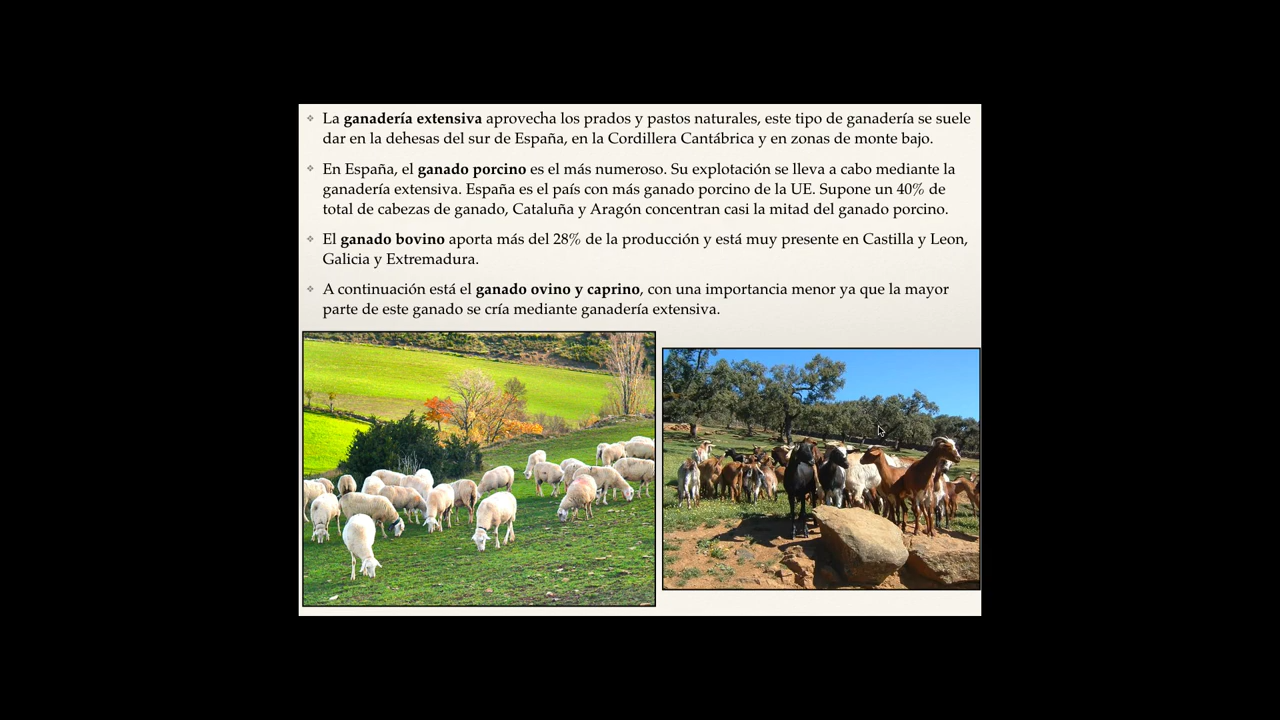 La ganadería extensiva aprovecha los prados y pastos naturales, este tipo de ganadería se suele
dar en la dehesas del sur de España, en la Cordillera Cantábrica y en zonas de monte bajo.
En España, el ganado porcino es el más numeroso. Su explotación se lleva a cabo mediante la
ganadería extensiva. España es el país con más ganado porcino de la UE. Supone un 40% de
total de cabezas de ganado, Cataluña y Aragón concentran casi la mitad del ganado porcino.
El ganado bovino aporta más del 28% de la producción y está muy presente en Castilla y Leon,
Galicia y Extremadura.
A continuación está el ganado ovino y caprino, con una importancia menor ya que la mayor
parte de este ganado se cría mediante ganadería extensiva.